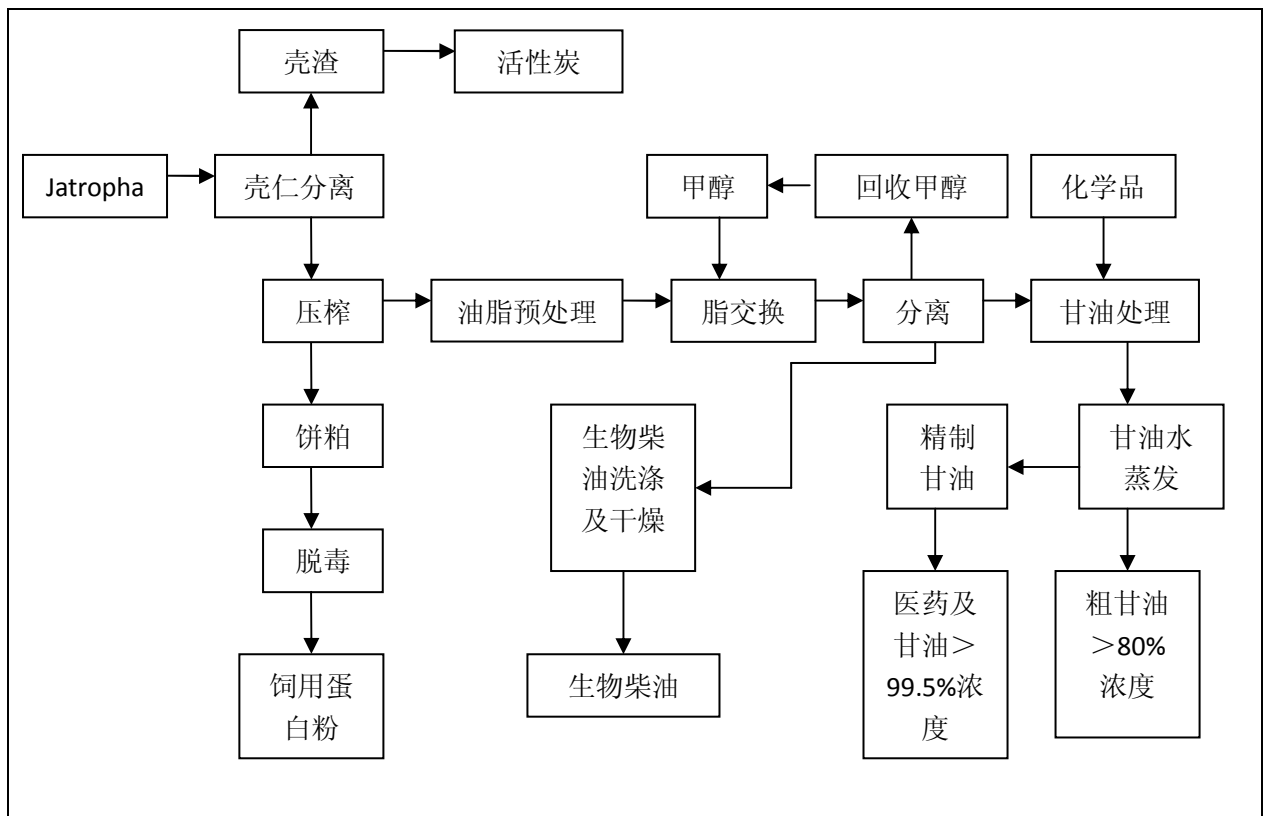 壳渣
活性炭
Jatropha
壳仁分离
甲醇
回收甲醇
化学品
压榨
油脂预处理
脂交换
分离
甘油处理
饼粕
生物柴
油洗涤
及干燥
精制
甘油
甘油水
蒸发
脱毒
医药及
甘油＞
99.5%浓
度
粗甘油
＞80%
浓度
饲用蛋
白粉
生物柴油